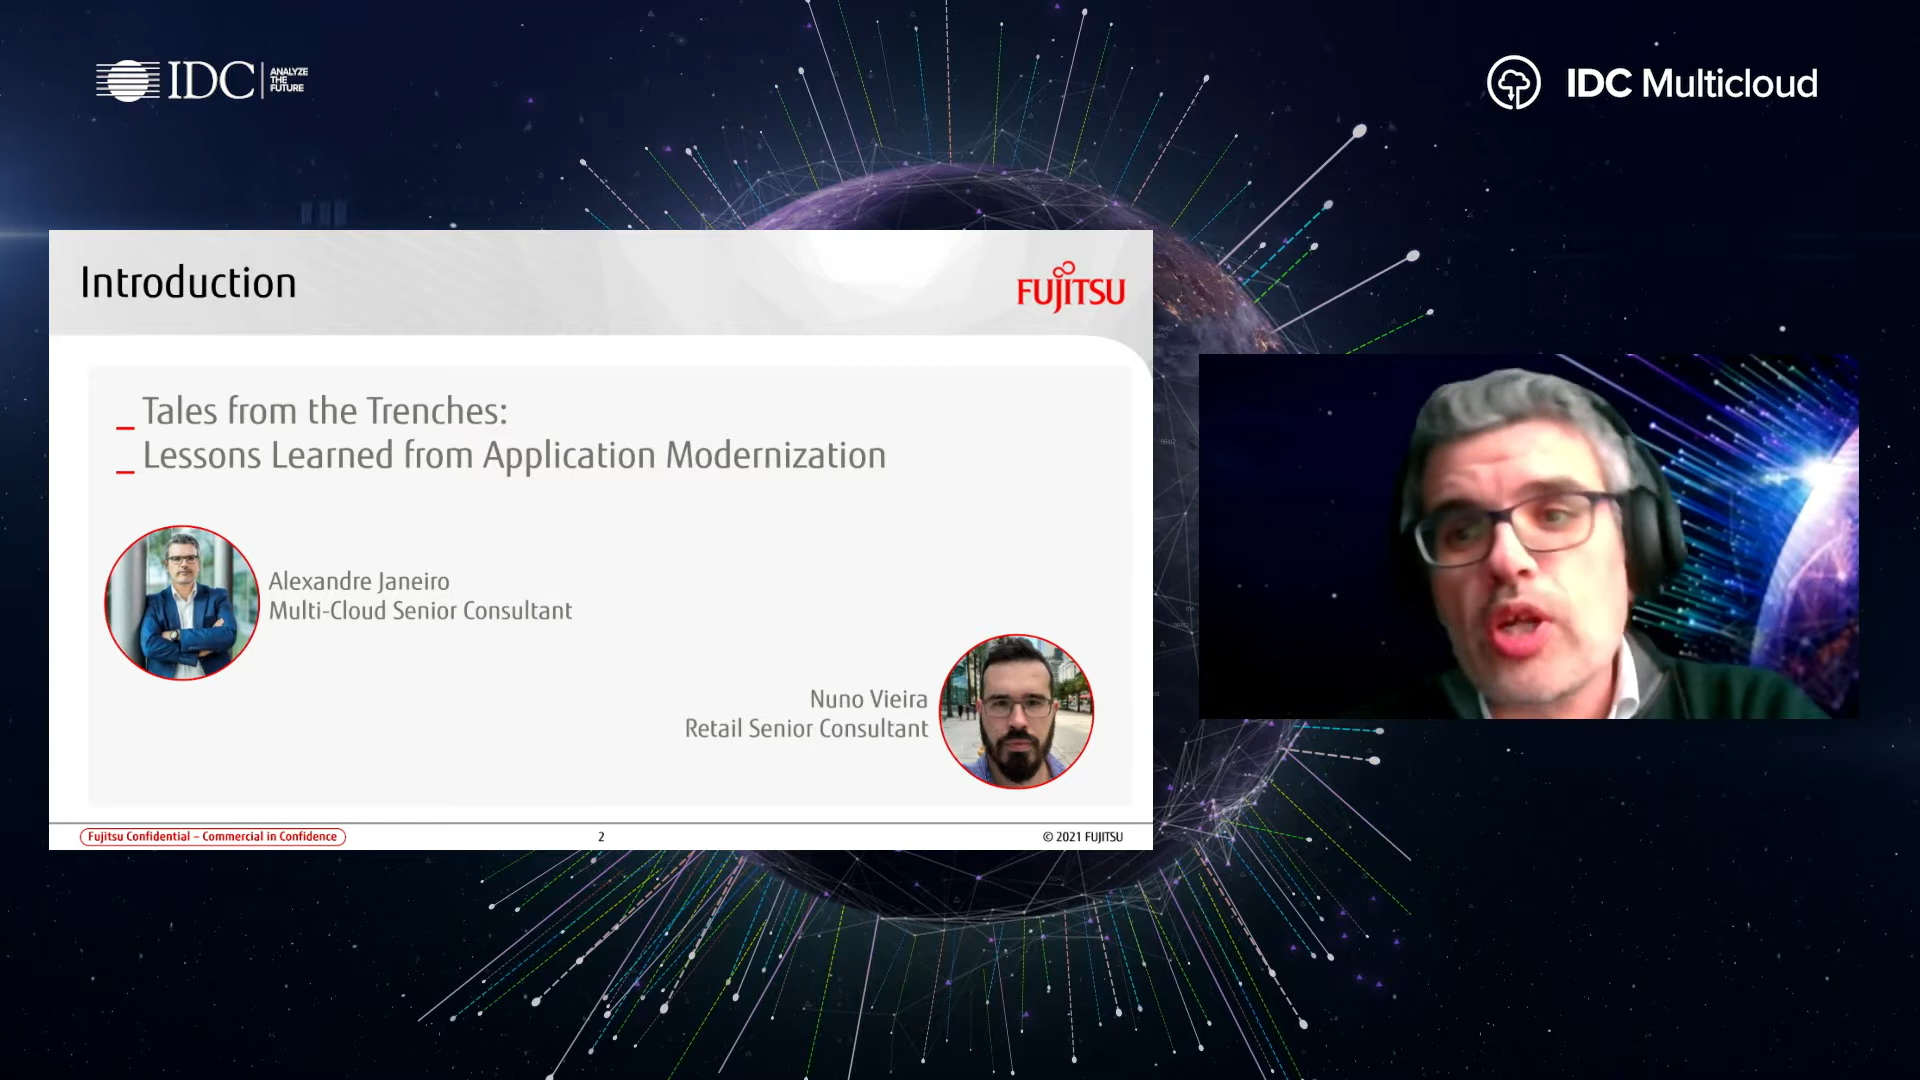 IDC
ANALYZE
THE
FUTURE
IDC Multicloud
Introduction
FUJITSU
_ Tales from the Trenches:
_ Lessons Learned from Application Modernization
Alexandre Janeiro
Multi-Cloud Senior Consultant
Nuno Vieira
Retail Senior Consultant
Fujitsu Confidential – Commercial in Confidence
2
© 2021 FUJITSU